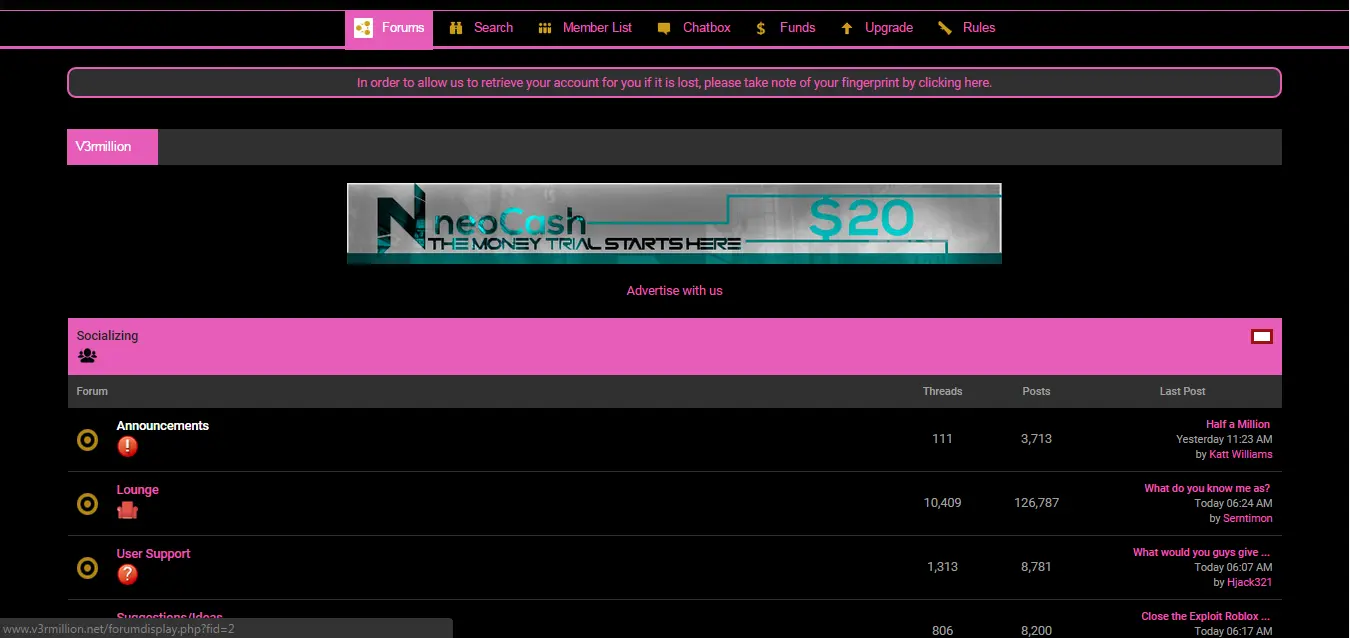 Forums Search Member List Chatbox Funds Upgrade Rules
In order to allow us to retrieve your account for you if it is lost, please take note of your fingerprint by clicking here.
V3rmillion
neoCash $20
THE MONEY TRIAL STARTS HERE
Advertise with us
Socializing
Forum Threads Posts Last Post
Announcements 111 3,713 Half a Million
Yesterday 11:23 AM
by Katt Williams
Lounge 10,409 126,787 What do you know me as?
Today 06:24 AM
by Serntimon
User Support 1,313 8,781 What would you guys give ...
Today 06:07 AM
by Hjack321
Suggestions/Ideas 806 8,200 Close the Exploit Roblox ...
Today 06:17 AM
www.v3rmillion.net/forumdisplay.php?fid=2